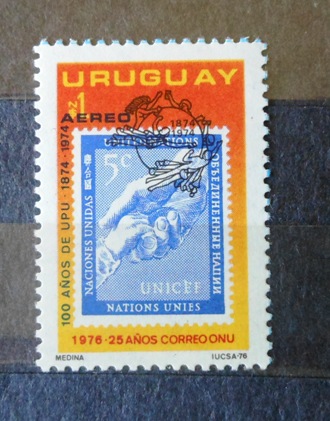 URUGUAY
N$1
AEREO
1874
1974
100 AÑOS DE UPU · 1874 · 1974
UNITED NATIONS
5c
NACIONES UNIDAS
ОБЪЕДИНЕННЫЕ НАЦИИ
UNICEF
NATIONS UNIES
1976 · 25 AÑOS CORREO ONU
MEDINA
IUCSA·76